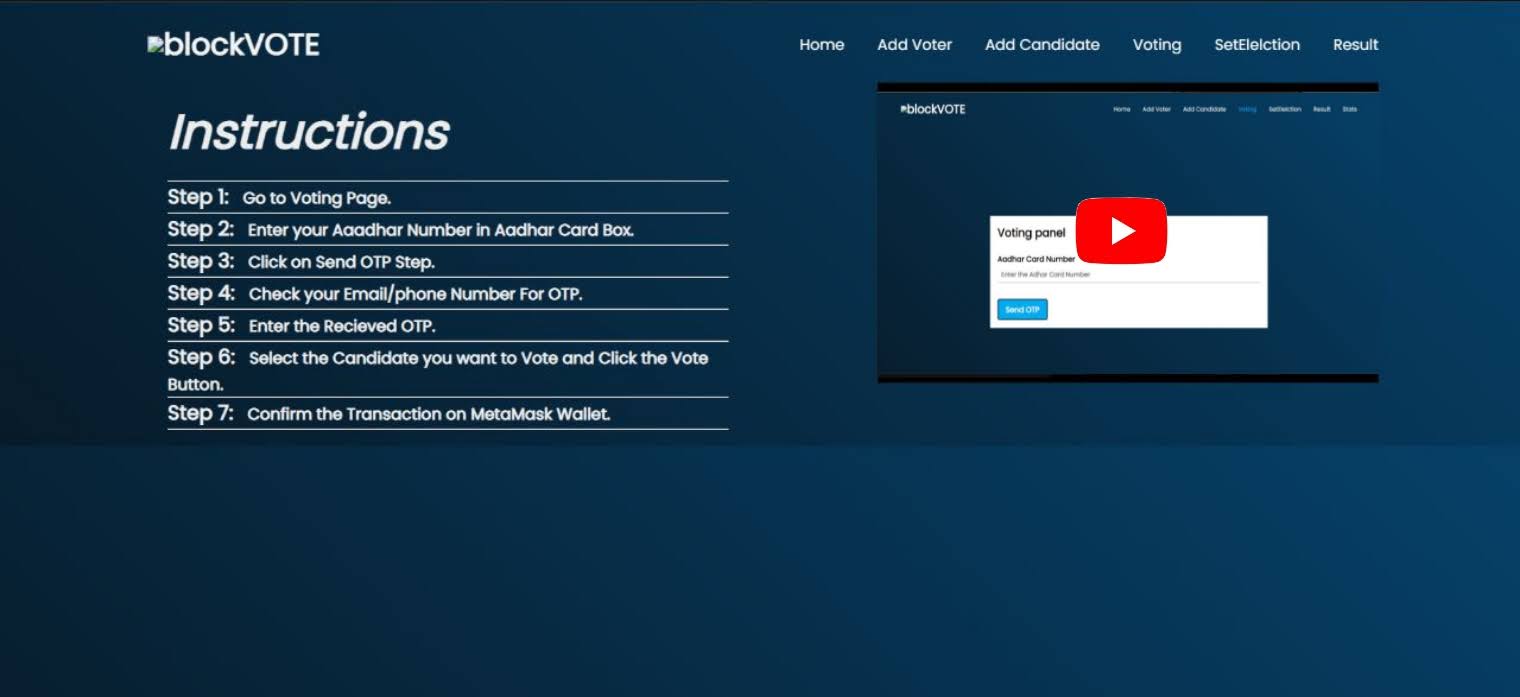 blockVOTE
Home Add Voter Add Candidate Voting SetElelction Result
Instructions
Step 1: Go to Voting Page.
Step 2: Enter your Aaadhar Number in Aadhar Card Box.
Step 3: Click on Send OTP Step.
Step 4: Check your Email/phone Number For OTP.
Step 5: Enter the Recieved OTP.
Step 6: Select the Candidate you want to Vote and Click the Vote
Button.
Step 7: Confirm the Transaction on MetaMask Wallet.
blockVOTE
Home Add Voter Add Candidate Voting SetElelction Result Stats
Voting panel
Aadhar Card Number
Enter the Adhar Card Number
Send OTP